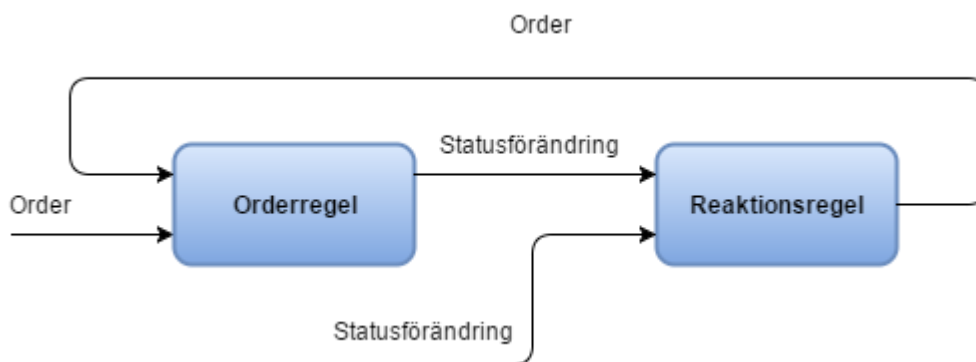 Order
Statusförändring
Orderregel
Reaktionsregel
Order
Statusförändring